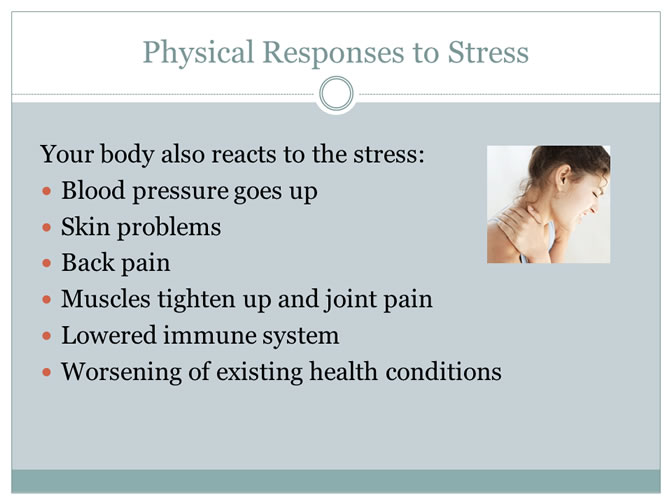 Physical Responses to Stress
Your body also reacts to the stress:
• Blood pressure goes up
• Skin problems
• Back pain
• Muscles tighten up and joint pain
• Lowered immune system
• Worsening of existing health conditions